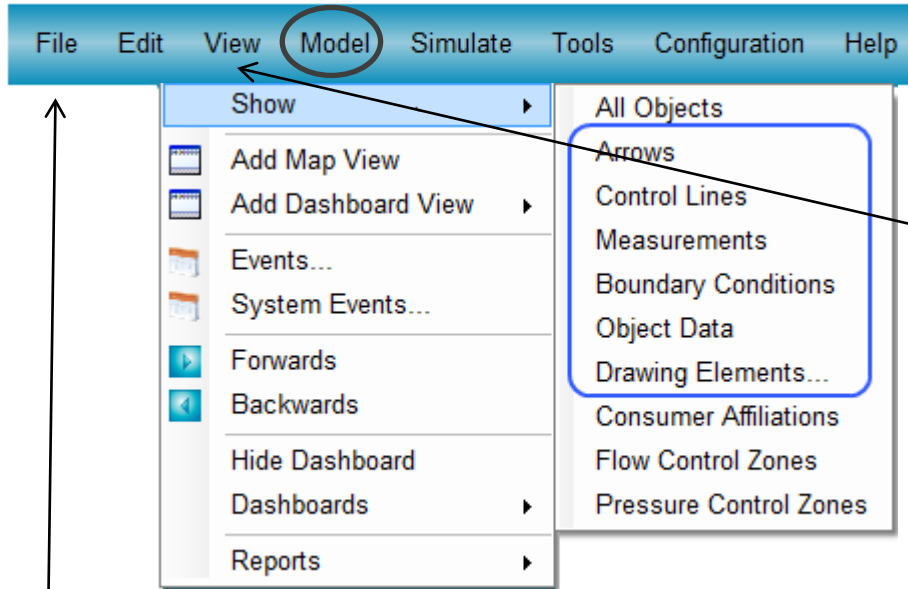 File Edit View Model Simulate Tools Configuration Help
Show
Add Map View
Add Dashboard View
Events...
System Events...
Forwards
Backwards
Hide Dashboard
Dashboards
Reports
All Objects
Arrows
Control Lines
Measurements
Boundary Conditions
Object Data
Drawing Elements...
Consumer Affiliations
Flow Control Zones
Pressure Control Zones